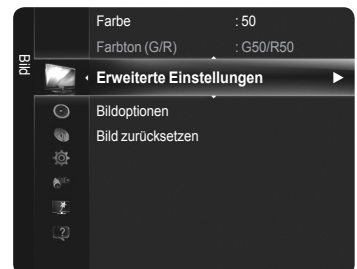 Bild
Farbe : 50
Farbton (G/R) : G50/R50
Erweiterte Einstellungen
Bildoptionen
Bild zurücksetzen